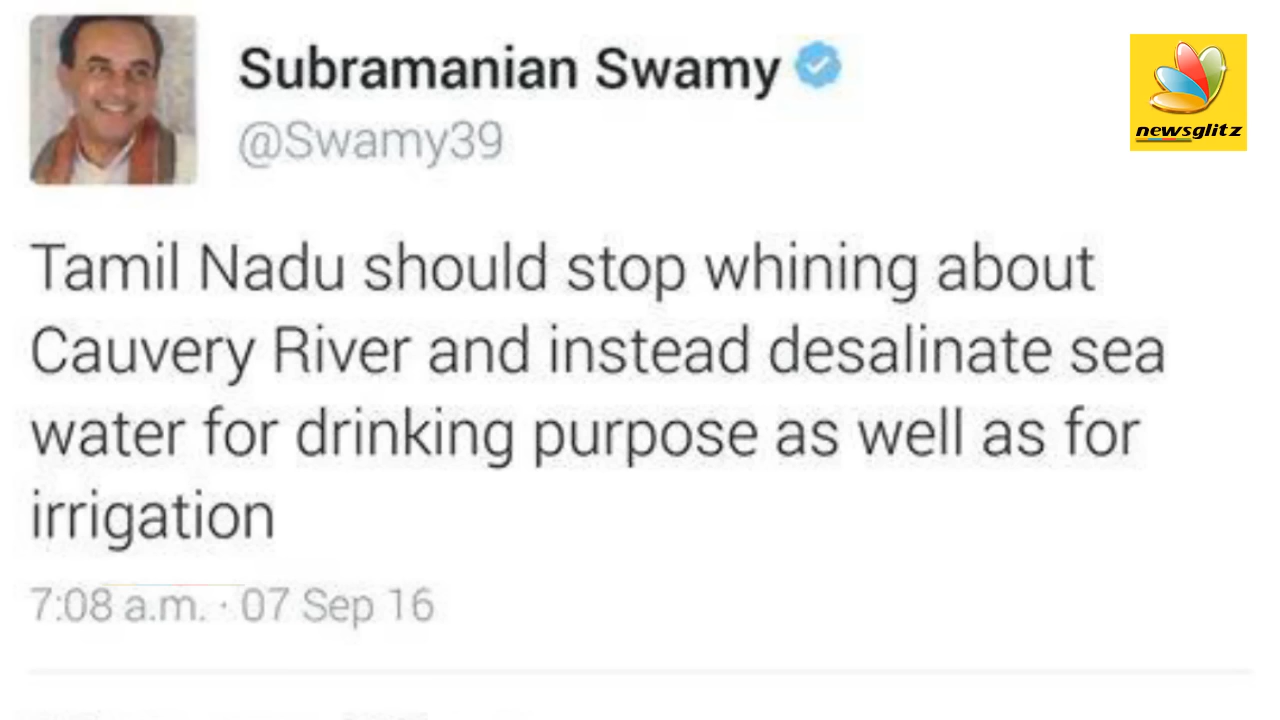 Subramanian Swamy
@Swamy39
newsglitz
Tamil Nadu should stop whining about
Cauvery River and instead desalinate sea
water for drinking purpose as well as for
irrigation
7:08 a.m. · 07 Sep 16